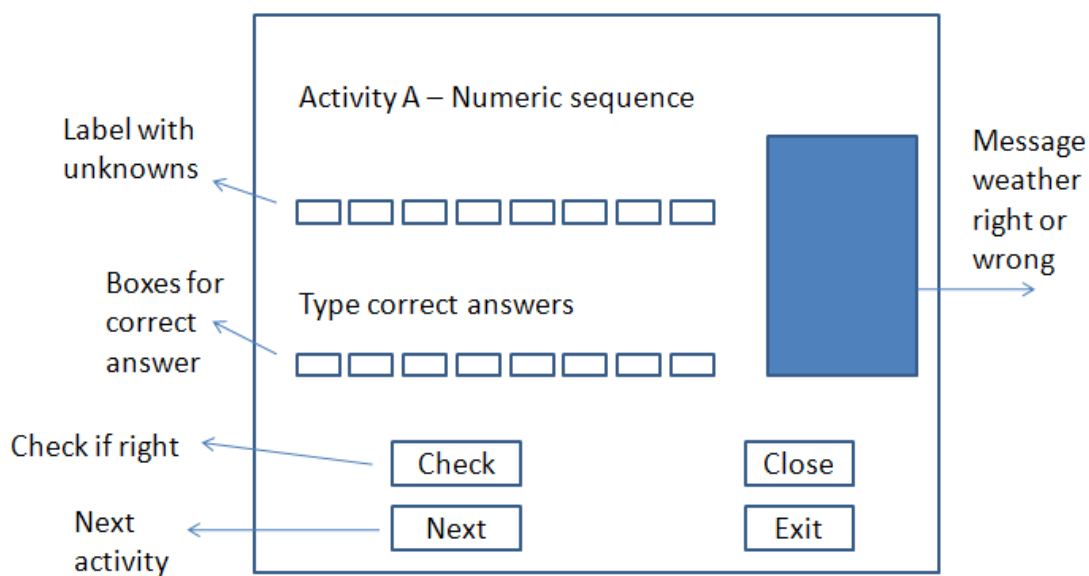 Activity A – Numeric sequence
Label with
unknowns
Message
weather
right or
wrong
Boxes for
correct
answer
Type correct answers
Check if right
Check
Close
Next
activity
Next
Exit